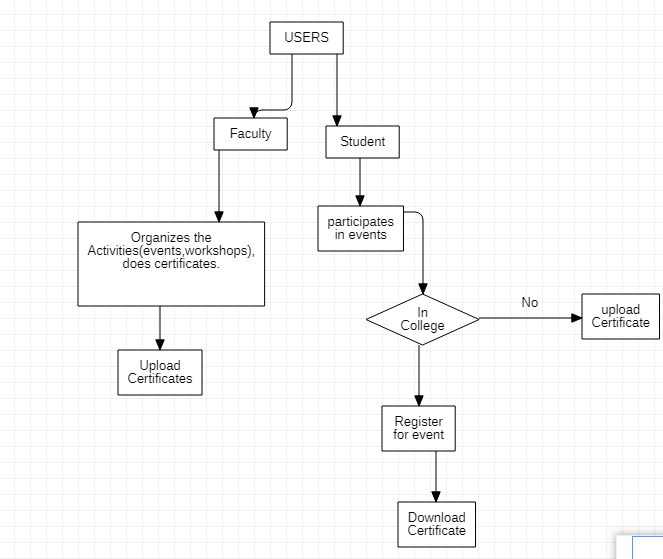 USERS
Faculty
Student
Organizes the
Activities(events,workshops),
does certificates.
participates
in events
In
College
No
upload
Certificate
Upload
Certificates
Register
for event
Download
Certificate